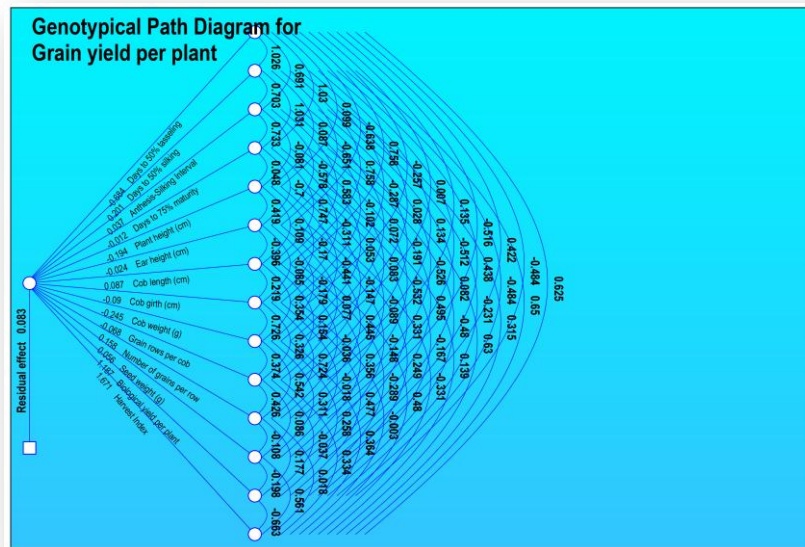 Genotypical Path Diagram for
Grain yield per plant
-0.684 Days to 50% tasseling
-0.201 Days to 50% silking
-0.037 Anthesis-Silking Interval
-0.012 Days to 75% maturity
-0.194 Plant height (cm)
-0.024 Ear height (cm)
0.087 Cob length (cm)
-0.09 Cob girth (cm)
-0.245 Cob weight (g)
-0.068 Grain rows per cob
0.158 Number of grains per row
0.056 Seed weight (g)
1.187 Biological yield per plant
1.671 Harvest Index
Residual effect 0.083
1.026 0.703 0.733 0.048 0.419 -0.396 0.219 0.726 0.374 0.426 -0.108 -0.198 -0.663
0.691 1.031 -0.061 -0.7 0.109 -0.065 0.354 0.326 0.542 0.086 0.177 0.561
1.03 0.087 -0.578 0.747 -0.17 -0.179 0.154 0.724 0.311 -0.037 0.018
0.099 -0.651 0.583 -0.311 -0.441 0.077 -0.036 -0.018 0.258 0.334
-0.638 0.758 -0.102 0.053 -0.147 0.445 0.356 0.477 0.364
0.756 -0.287 0.072 0.083 -0.089 -0.148 -0.289 -0.003
-0.257 0.028 -0.191 -0.532 0.331 0.249 0.48
0.007 0.134 -0.526 0.495 -0.167 -0.331
0.135 -0.512 0.082 -0.48 0.139
-0.516 0.438 -0.231 0.63
0.422 -0.484 0.315
-0.484 0.65
0.625